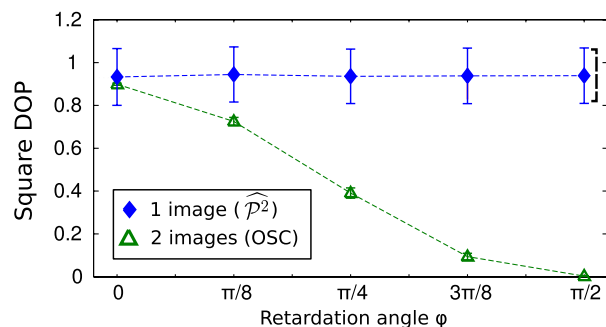 Square DOP
1.2
1
0.8
0.6
0.4
0.2
0
1 image (𝒫̂²)
2 images (OSC)
0 π/8 π/4 3π/8 π/2
Retardation angle φ